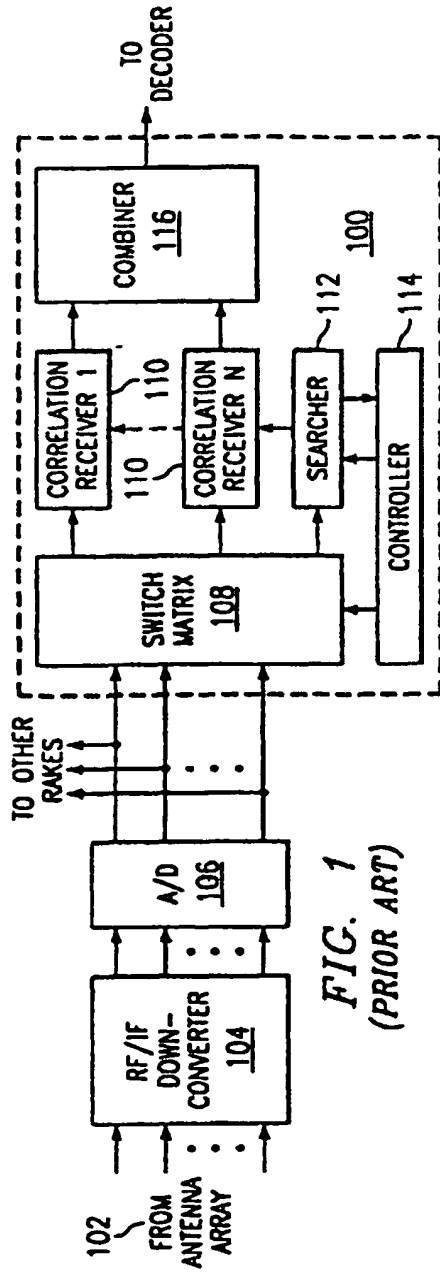 102
FROM
ANTENNA
ARRAY
RF/IF
DOWN-
CONVERTER
104
A/D
106
TO OTHER
RAKES
SWITCH
MATRIX
108
CORRELATION
RECEIVER 1
110
110
CORRELATION
RECEIVER N
SEARCHER
112
CONTROLLER
114
COMBINER
116
100
TO
DECODER
FIG. 1
(PRIOR ART)